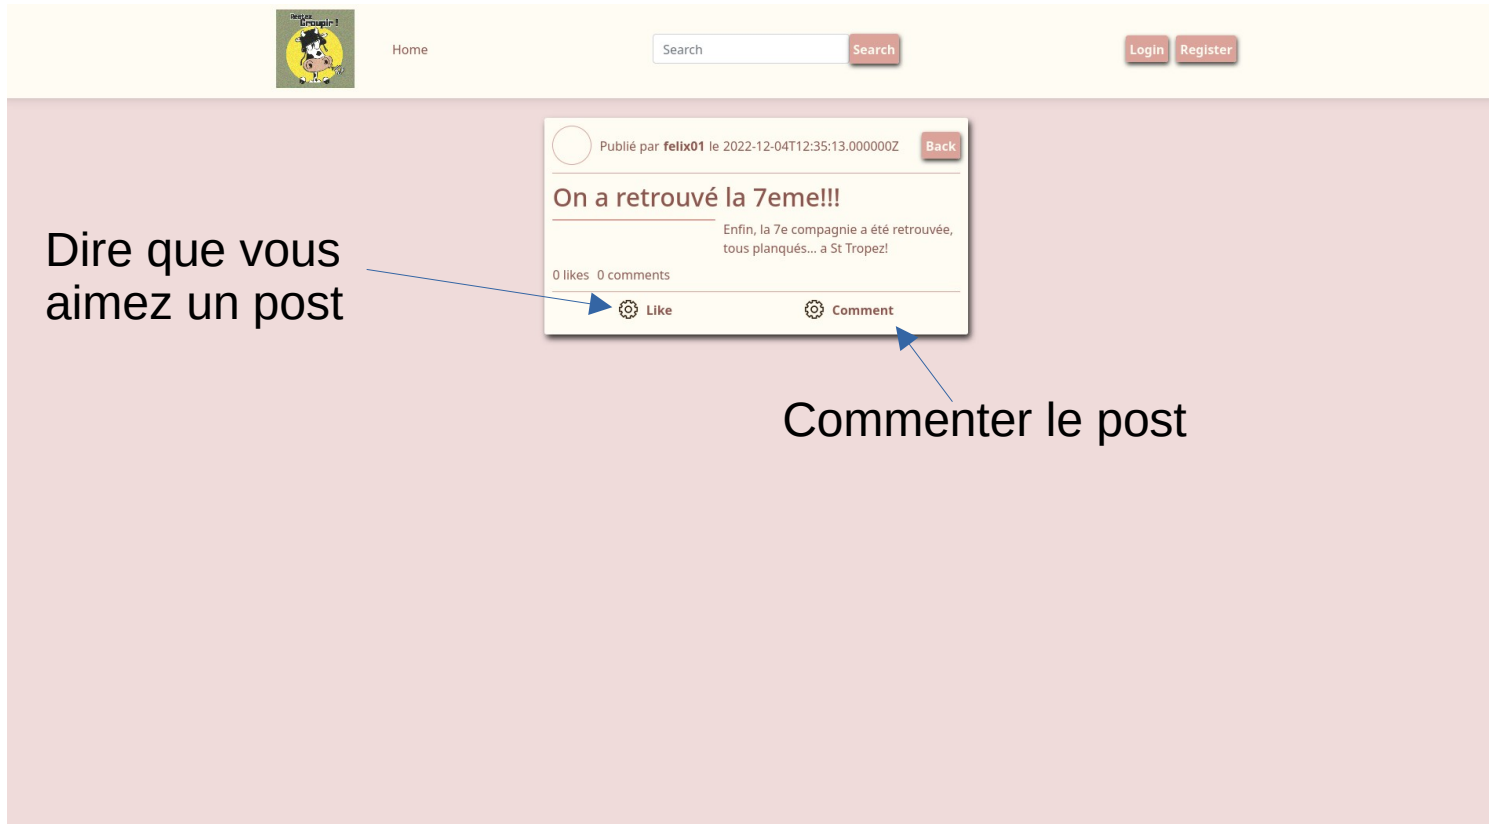 Restez
Groupir !
Home
Search
Search
Login
Register
Publié par felix01 le 2022-12-04T12:35:13.000000Z
Back
On a retrouvé la 7eme!!!
Enfin, la 7e compagnie a été retrouvée,
tous planqués... a St Tropez!
0 likes 0 comments
Like
Comment
Dire que vous
aimez un post
Commenter le post